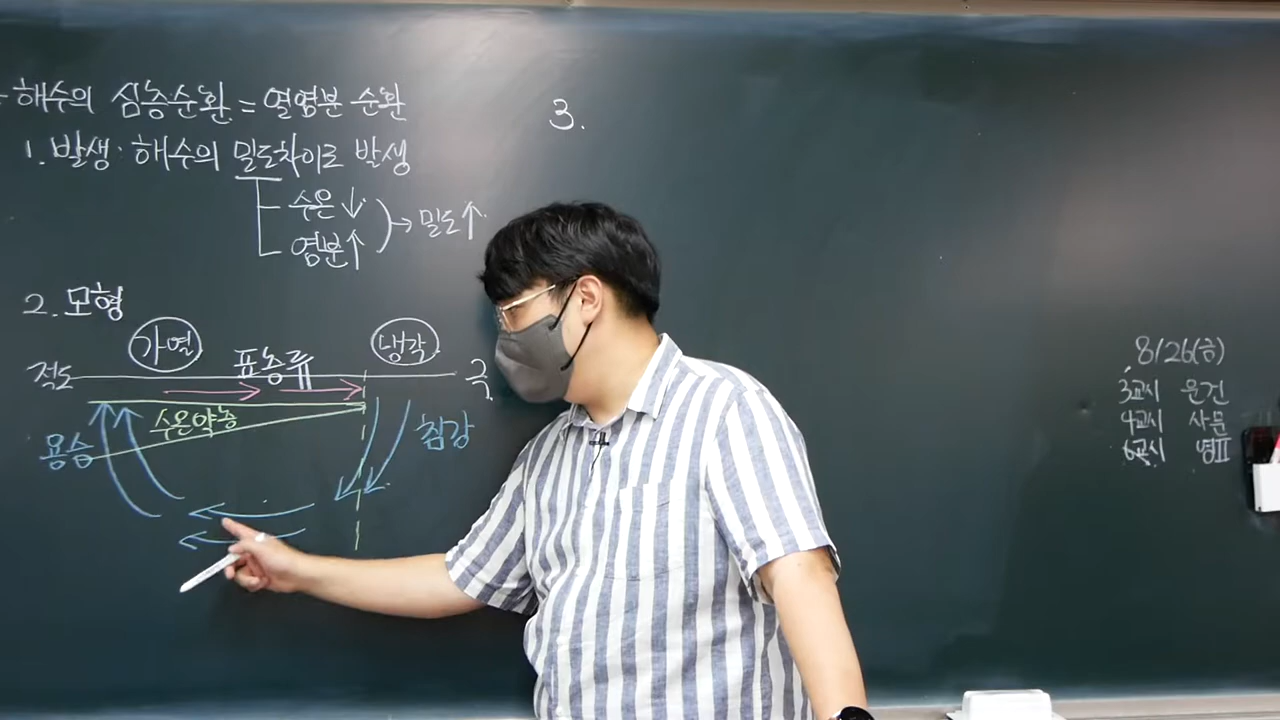 해수의 심층순환 = 열염분 순환
1. 발생 : 해수의 밀도차이로 발생
수온↓
염분↑
→ 밀도↑
3.
2. 모형
가열
냉각
적도
표층류
극
수온약층
용승
침강
8/26(금)
3교시 운건
4교시 사문
6교시 영Ⅱ